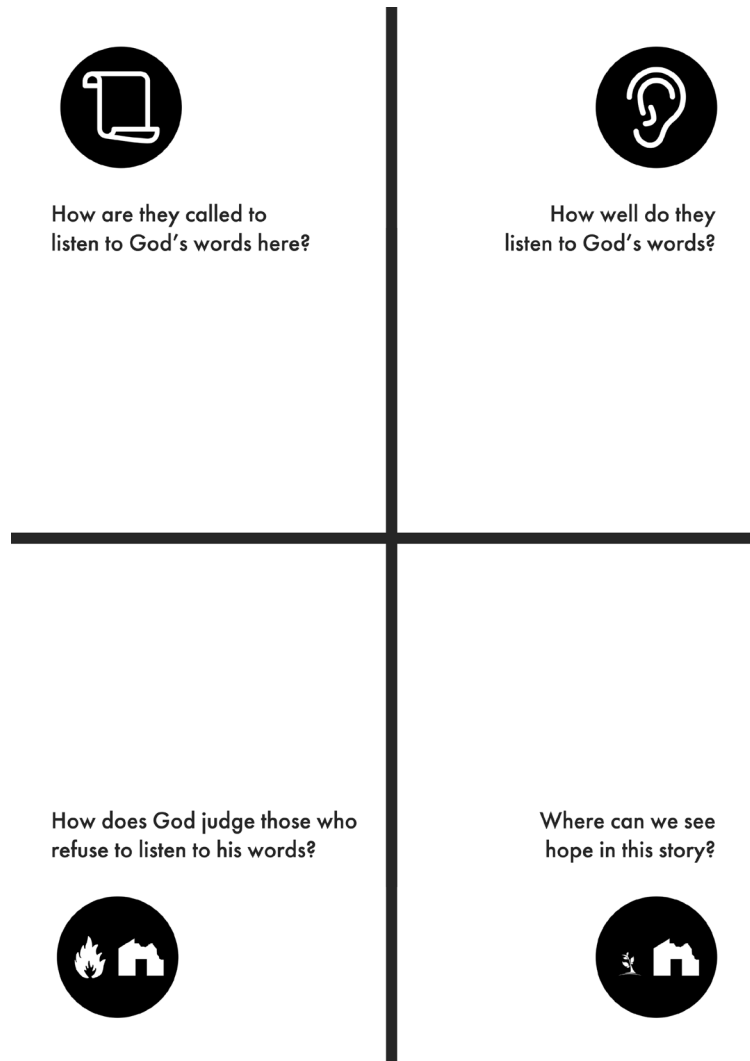 How are they called to
listen to God’s words here?
How well do they
listen to God’s words?
How does God judge those who
refuse to listen to his words?
Where can we see
hope in this story?